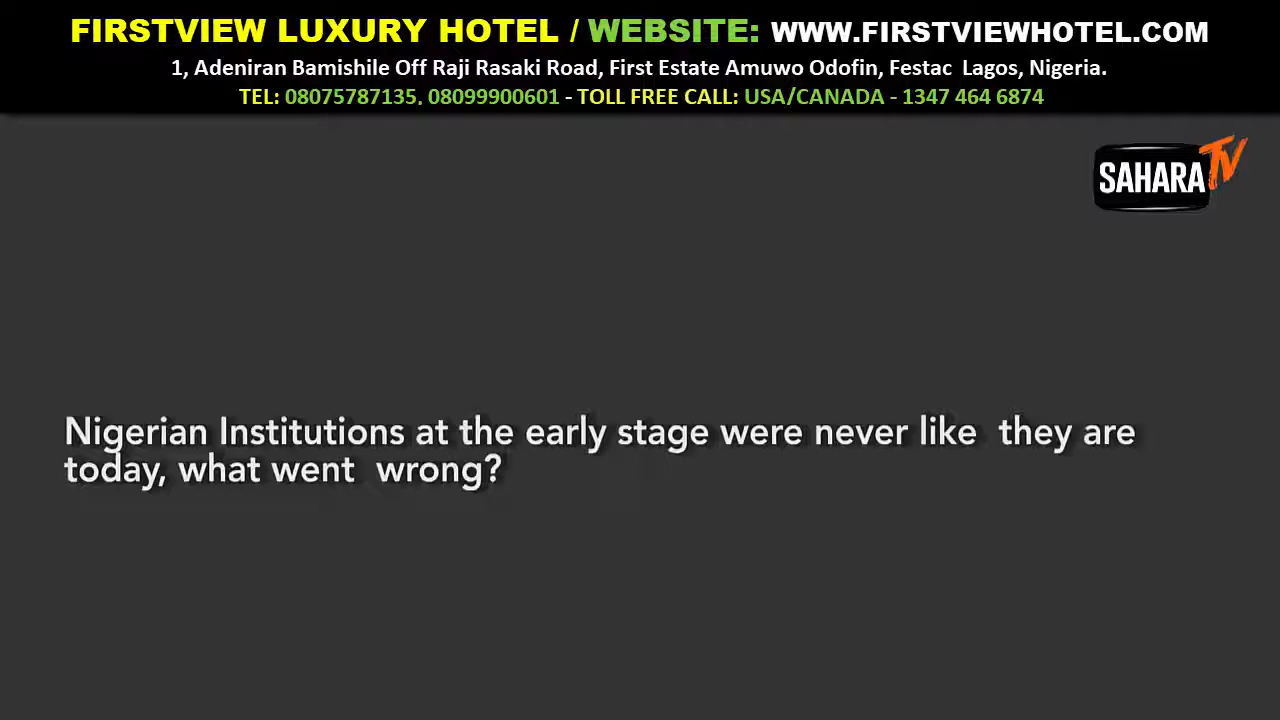 FIRSTVIEW LUXURY HOTEL / WEBSITE: WWW.FIRSTVIEWHOTEL.COM
1, Adeniran Bamishile Off Raji Rasaki Road, First Estate Amuwo Odofin, Festac Lagos, Nigeria.
TEL: 08075787135. 08099900601 - TOLL FREE CALL: USA/CANADA - 1347 464 6874
SAHARA TV
Nigerian Institutions at the early stage were never like they are
today, what went wrong?